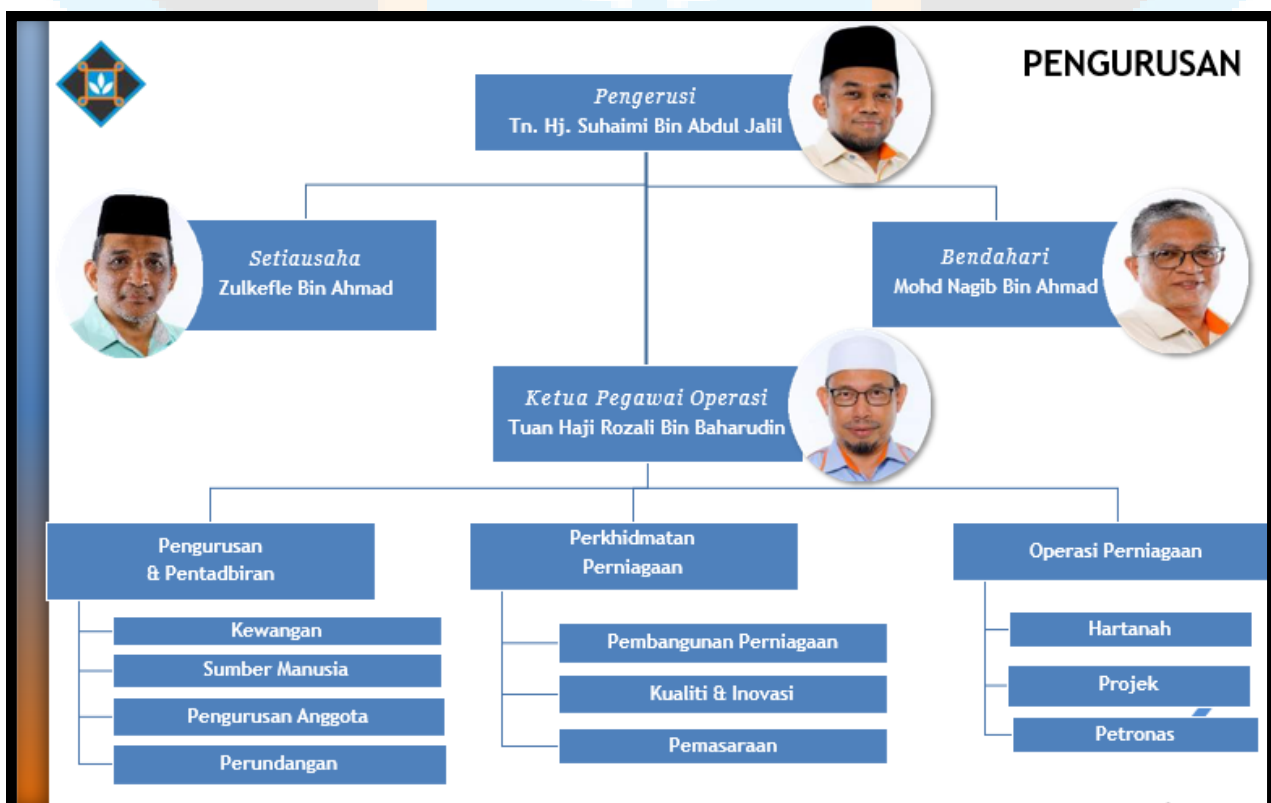 PENGURUSAN
Pengerusi
Tn. Hj. Suhaimi Bin Abdul Jalil
Setiausaha
Zulkefle Bin Ahmad
Bendahari
Mohd Nagib Bin Ahmad
Ketua Pegawai Operasi
Tuan Haji Rozali Bin Baharudin
Pengurusan
& Pentadbiran
Kewangan
Sumber Manusia
Pengurusan Anggota
Perundangan
Perkhidmatan
Perniagaan
Pembangunan Perniagaan
Kualiti & Inovasi
Pemasaraan
Operasi Perniagaan
Hartanah
Projek
Petronas